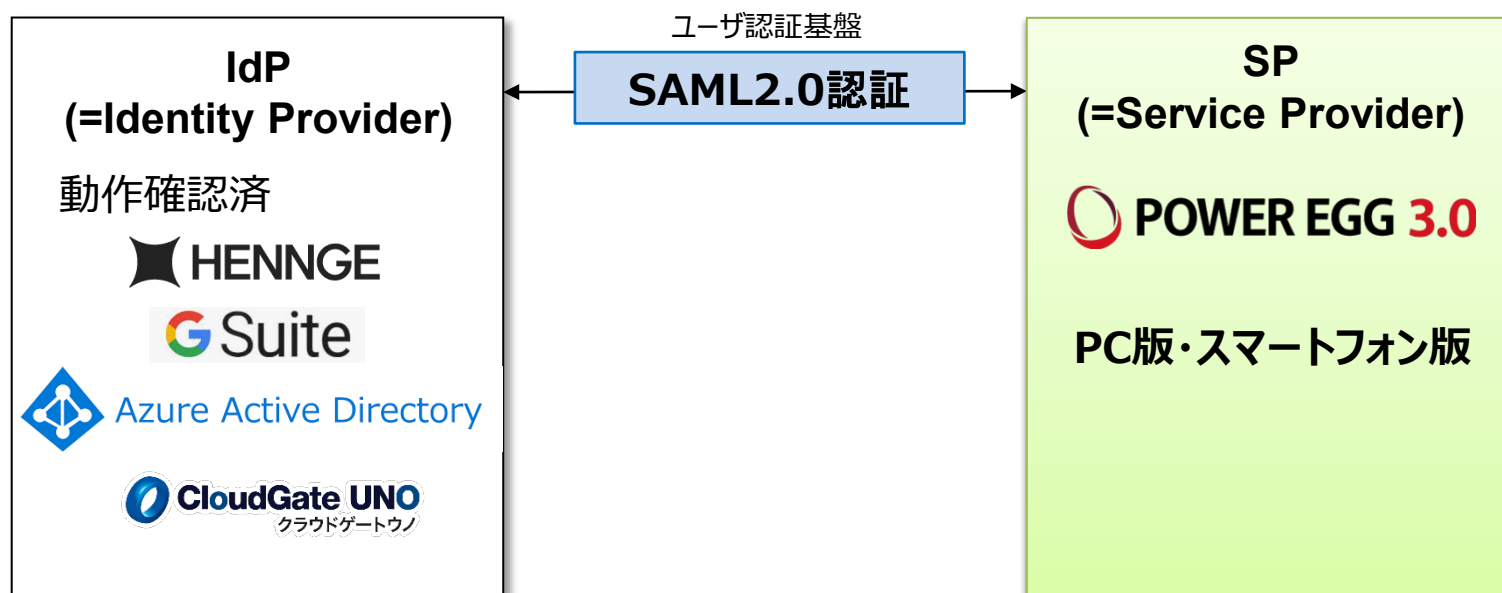 ユーザ認証基盤
SAML2.0認証
IdP
(=Identity Provider)
動作確認済
HENNGE
G Suite
Azure Active Directory
CloudGate UNO
クラウドゲートウノ
SP
(=Service Provider)
POWER EGG 3.0
PC版・スマートフォン版